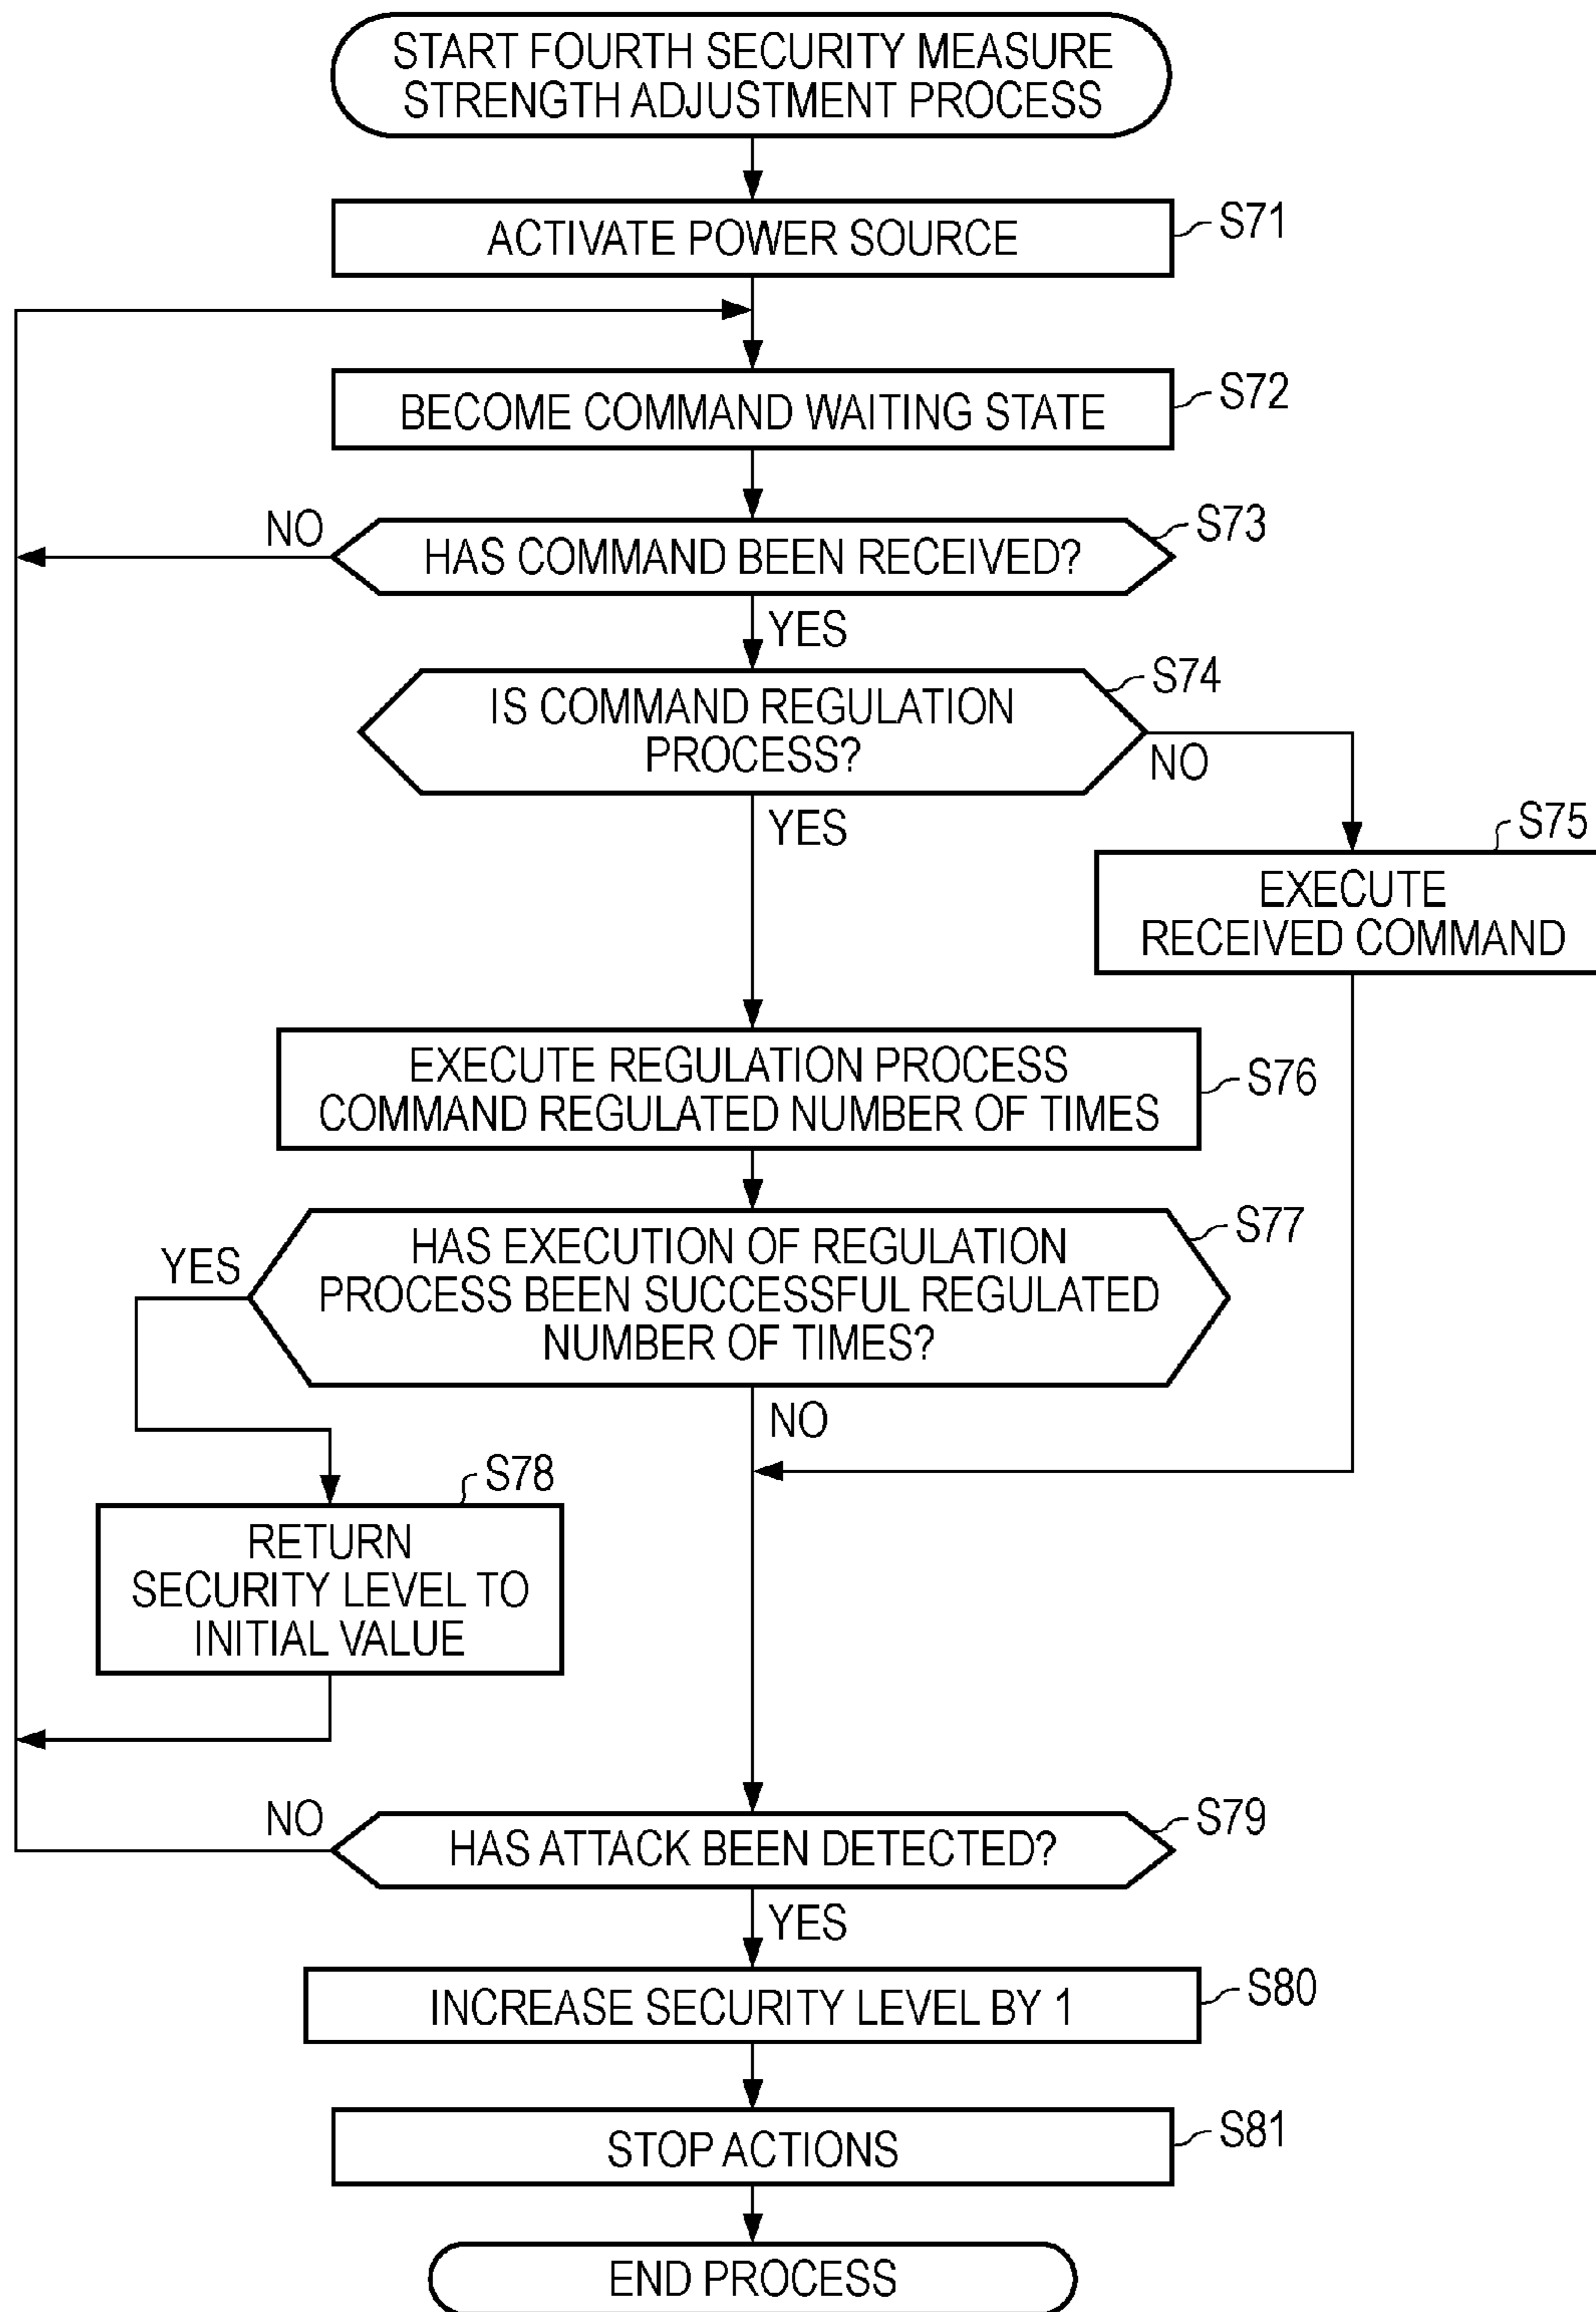 START FOURTH SECURITY MEASURE
STRENGTH ADJUSTMENT PROCESS
ACTIVATE POWER SOURCE
S71
BECOME COMMAND WAITING STATE
S72
NO
HAS COMMAND BEEN RECEIVED?
S73
YES
IS COMMAND REGULATION
PROCESS?
S74
NO
YES
S75
EXECUTE
RECEIVED COMMAND
EXECUTE REGULATION PROCESS
COMMAND REGULATED NUMBER OF TIMES
S76
YES
HAS EXECUTION OF REGULATION
PROCESS BEEN SUCCESSFUL REGULATED
NUMBER OF TIMES?
S77
NO
S78
RETURN
SECURITY LEVEL TO
INITIAL VALUE
NO
HAS ATTACK BEEN DETECTED?
S79
YES
INCREASE SECURITY LEVEL BY 1
S80
STOP ACTIONS
S81
END PROCESS